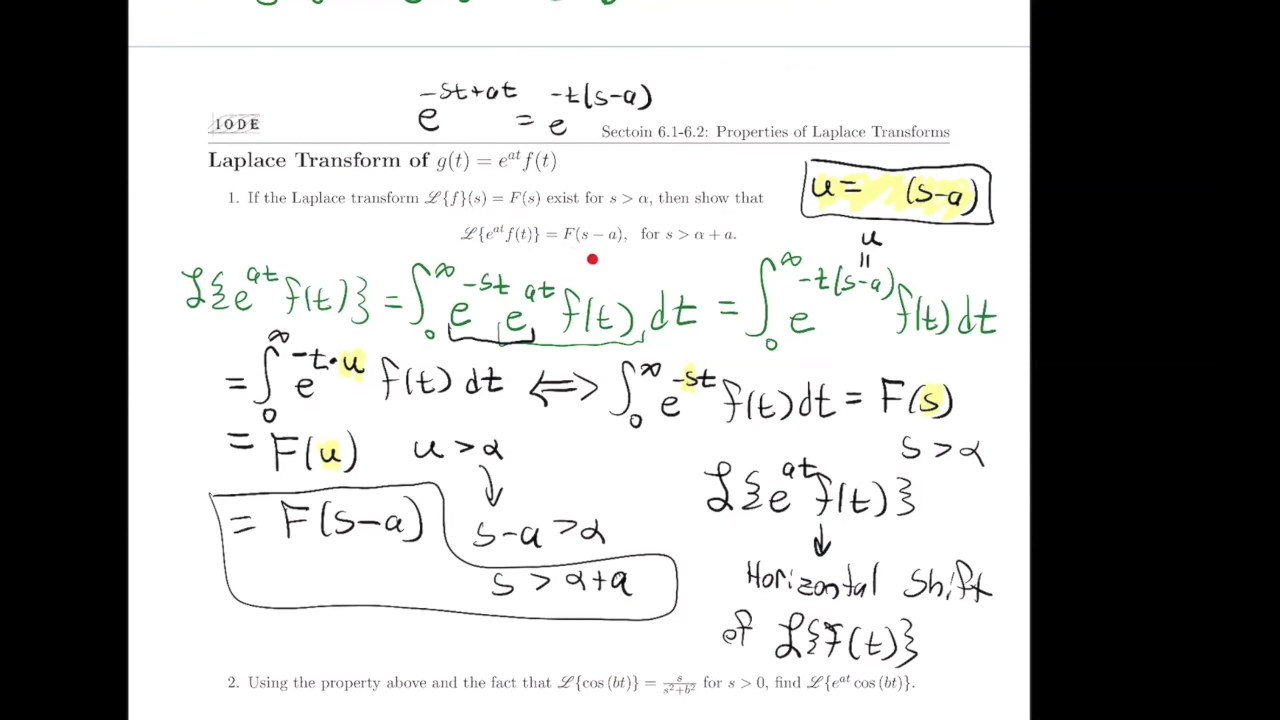 e^{-st+at} = e^{-t(s-a)}
IODE
Sectoin 6.1-6.2: Properties of Laplace Transforms
Laplace Transform of g(t) = e^{at} f(t)
1. If the Laplace transform ℒ{f}(s) = F(s) exist for s > α, then show that
ℒ{e^{at} f(t)} = F(s − a), for s > α + a.
u = (s-a)
u
=
ℒ{e^{at} f(t)} = ∫_0^∞ e^{-st} e^{at} f(t) dt = ∫_0^∞ e^{-t(s-a)} f(t) dt
= ∫_0^∞ e^{-t·u} f(t) dt ⟺ ∫_0^∞ e^{-st} f(t) dt = F(s)
= F(u) u > α
s > α
= F(s-a)
s-a > α
s > α+a
ℒ{e^{at} f(t)}
↓
Horizontal Shift
of ℒ{f(t)}
2. Using the property above and the fact that ℒ{cos (bt)} = \frac{s}{s^2+b^2} for s > 0, find ℒ{e^{at} cos (bt)}.